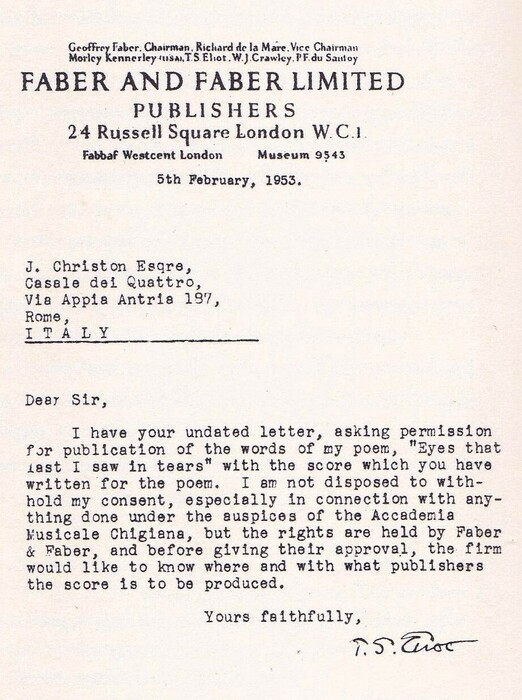 Geoffrey Faber, Chairman, Richard de la Mare, Vice Chairman
Morley Kennerley (USA), T.S. Eliot, W.J. Crawley, P.F. du Sautoy
FABER AND FABER LIMITED
PUBLISHERS
24 Russell Square London W.C.1.
Fabbaf Westcent London Museum 9543
5th February, 1953.
J. Christon Esqre,
Casale dei Quattro,
Via Appia Antria 197,
Rome,
I T A L Y
Dear Sir,
I have your undated letter, asking permission
for publication of the words of my poem, "Eyes that
last I saw in tears" with the score which you have
written for the poem. I am not disposed to with-
hold my consent, especially in connection with any-
thing done under the auspices of the Accademia
Musicale Chigiana, but the rights are held by Faber
& Faber, and before giving their approval, the firm
would like to know where and with what publishers
the score is to be produced.
Yours faithfully,
T. S. Eliot